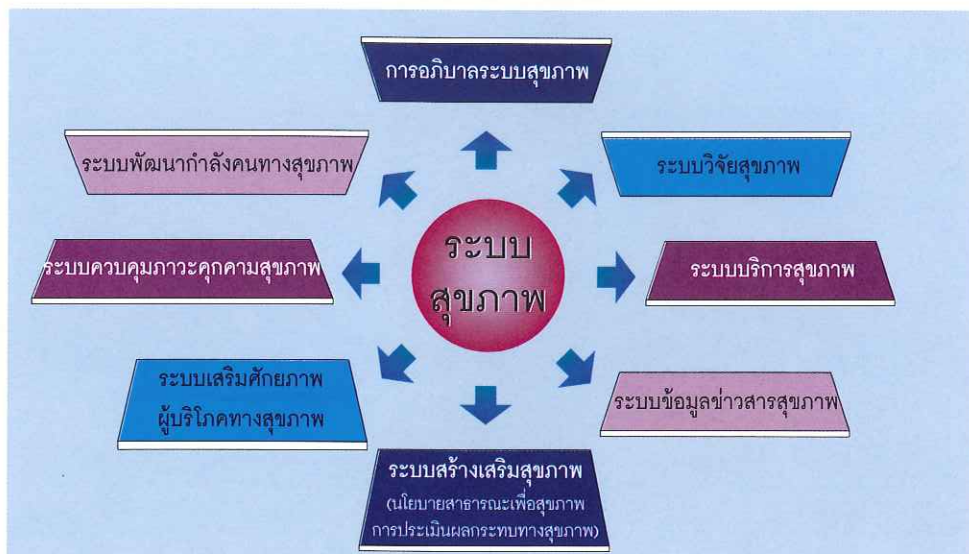 การอภิบาลระบบสุขภาพ
ระบบพัฒนากำลังคนทางสุขภาพ
ระบบวิจัยสุขภาพ
ระบบ
สุขภาพ
ระบบควบคุมภาวะคุกคามสุขภาพ
ระบบบริการสุขภาพ
ระบบเสริมศักยภาพ
ผู้บริโภคทางสุขภาพ
ระบบข้อมูลข่าวสารสุขภาพ
ระบบสร้างเสริมสุขภาพ
(นโยบายสาธารณะเพื่อสุขภาพ
การประเมินผลกระทบทางสุขภาพ)